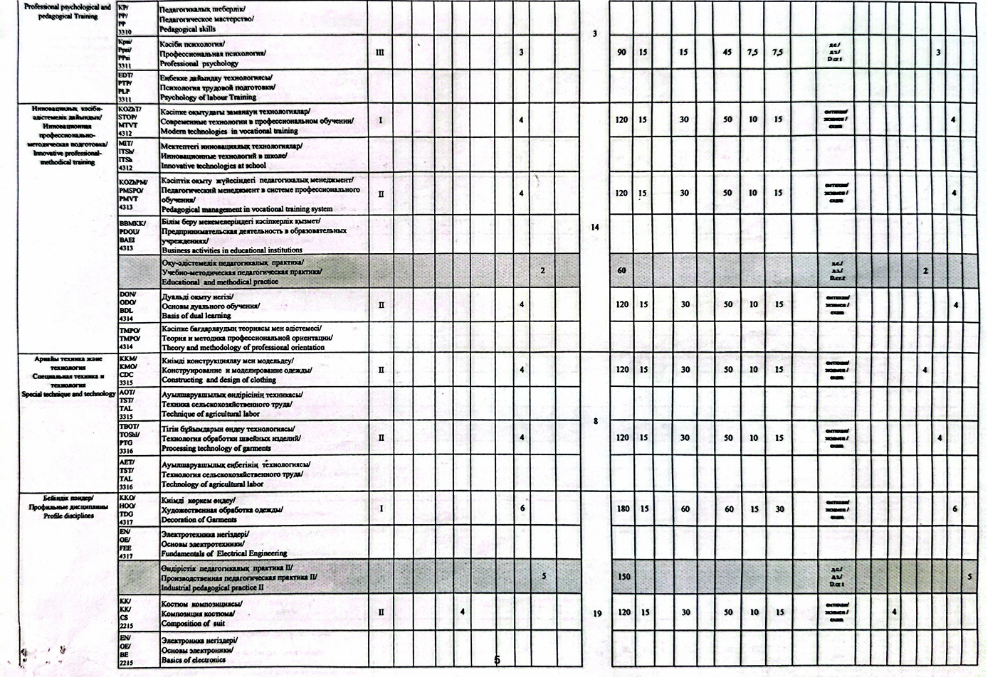 Professional psychological and
pedagogical Training
KP/
PP/
PP
3310
Педагогикалық шеберлік/
Педагогическое мастерство/
Pedagogical skills
3
Kpsi/
Ppsi/
PPsi
3311
Кәсіби психология/
Профессиональная психология/
Professional psychology
III
3
90 15 15 45 7,5 7,5
д.с./
д.з./
D.cr.t
3
EDT/
PTP/
PLP
3311
Еңбекке дайындау технологиясы/
Психология трудовой подготовки/
Psychology of labour Training
Инновациялық кәсіби-
әдістемелік дайындық/
Инновационная
профессионально-
методическая подготовка/
Innovative professional-
methodical training
KOZhT/
STOP/
MTVT
4312
Кәсіпке оқытудағы заманауи технологиялар/
Современные технологии в профессиональном обучении/
Modern technologies in vocational training
I
4
120 15 30 50 10 15
емтихан/
экзамен /
exam
4
MIT/
ITSh/
ITSh
4312
Мектептегі инновациялық технологиялар/
Инновационные технологий в школе/
Innovative technologies at school
KOZhPM/
PMSPO/
PMVT
4313
Кәсіптік оқыту жүйесіндегі педагогикалық менеджмент/
Педагогический менеджмент в системе профессионального
обучения/
Pedagogical management in vocational training system
II
4
120 15 30 50 10 15
емтихан/
экзамен /
exam
4
BBMKK/
PDOU/
BAEI
4313
Білім беру мекемелеріндегі кәсіпкерлік қызмет/
Предпринимательская деятельность в образовательных
учреждениях/
Business activities in educational institutions
14
Оқу-әдістемелік педагогикалық практика/
Учебно-методическая педагогическая практика/
Educational and methodical practice
2
60
д.с./
д.з./
D.cr.t
2
DON/
ODO/
BDL
4314
Дуальді оқыту негізі/
Основы дуального обучения/
Basis of dual learning
II
4
120 15 30 50 10 15
емтихан/
экзамен /
exam
4
TMPO/
TMPO/
4314
Кәсіпке бағдарлаудың теориясы мен әдістемесі/
Теория и методика профессиональной ориентации/
Theory and methodology of professional orientation
Арнайы техника және
технология
Специальная техника и
технология
Special technique and technology
KKM/
KMO/
CDC
3315
Киімді конструкциялау мен модельдеу/
Конструирование и моделирование одежды/
Constructing and design of clothing
II
4
120 15 30 50 10 15
емтихан/
экзамен /
exam
4
AOT/
TST/
TAL
3315
Ауылшаруашылық өндірісінің техникасы/
Техника сельскохозяйственного труда/
Technique of agricultural labor
8
TBOT/
TOShI/
PTG
3316
Тігін бұйымдарын өңдеу технологиясы/
Технология обработки швейных изделий/
Processing technology of garments
II
4
120 15 30 50 10 15
емтихан/
экзамен /
exam
4
AET/
TST/
TAL
3316
Ауылшаруашылық еңбегінің технологиясы/
Технология сельскохозяйственного труда/
Technology of agricultural labor
Бейіндік пәндер/
Профильные дисциплины
Profile disciplines
KKO/
HOO/
TDG
4317
Киімді көркем өңдеу/
Художественная обработка одежды/
Decoration of Garments
I
6
180 15 60 60 15 30
емтихан/
экзамен /
exam
6
EN/
OE/
FEE
4317
Электротехника негіздері/
Основы электротехники/
Fundamentals of Electrical Engineering
Өндірістік педагогикалық практика II/
Производственная педагогическая практика II/
Industrial pedagogical practice II
5
150
д.с./
д.з./
D.cr.t
5
KK/
KK/
CS
2215
Костюм композициясы/
Композиция костюма/
Composition of suit
II
4
19
120 15 30 50 10 15
емтихан/
экзамен /
exam
4
EN/
OE/
BE
2215
Электроника негіздері/
Основы электроники/
Basics of electronics
5